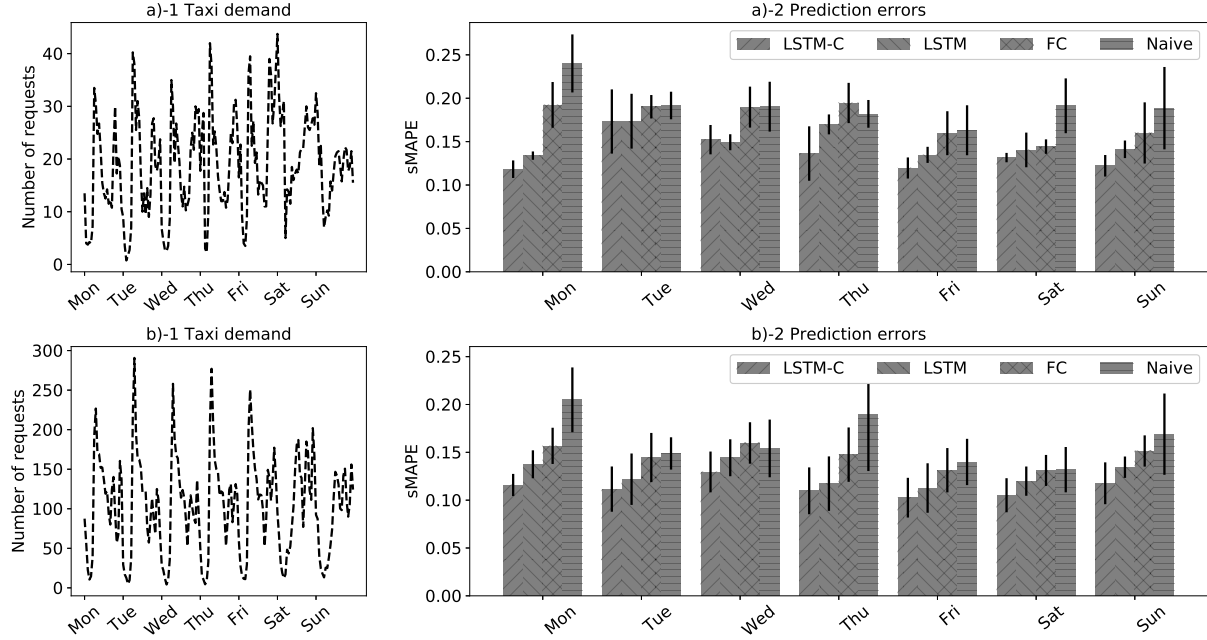 a)-1 Taxi demand
Number of requests
40
30
20
10
0
Mon Tue Wed Thu Fri Sat Sun
a)-2 Prediction errors
sMAPE
0.25
0.20
0.15
0.10
0.05
0.00
LSTM-C LSTM FC Naive
Mon Tue Wed Thu Fri Sat Sun
b)-1 Taxi demand
Number of requests
300
250
200
150
100
50
0
Mon Tue Wed Thu Fri Sat Sun
b)-2 Prediction errors
sMAPE
0.25
0.20
0.15
0.10
0.05
0.00
LSTM-C LSTM FC Naive
Mon Tue Wed Thu Fri Sat Sun